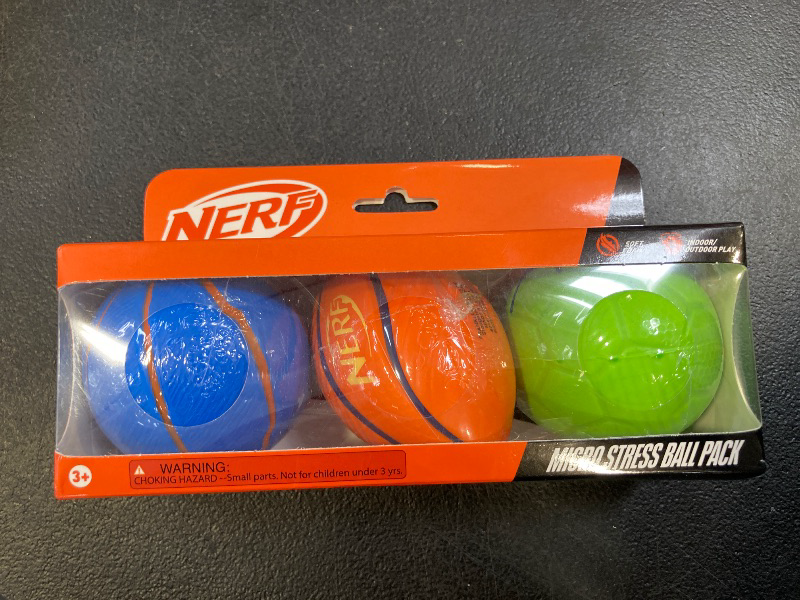 NERF
SOFT
INDOOR/
OUTDOOR PLAY
NERF
3+
WARNING:
CHOKING HAZARD--Small parts. Not for children under 3 yrs.
MICRO STRESS BALL PACK